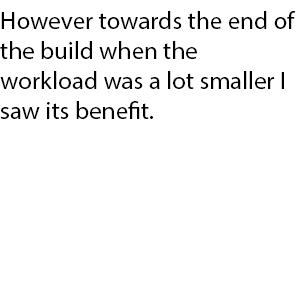 However towards the end of
the build when the
workload was a lot smaller I
saw its benefit.